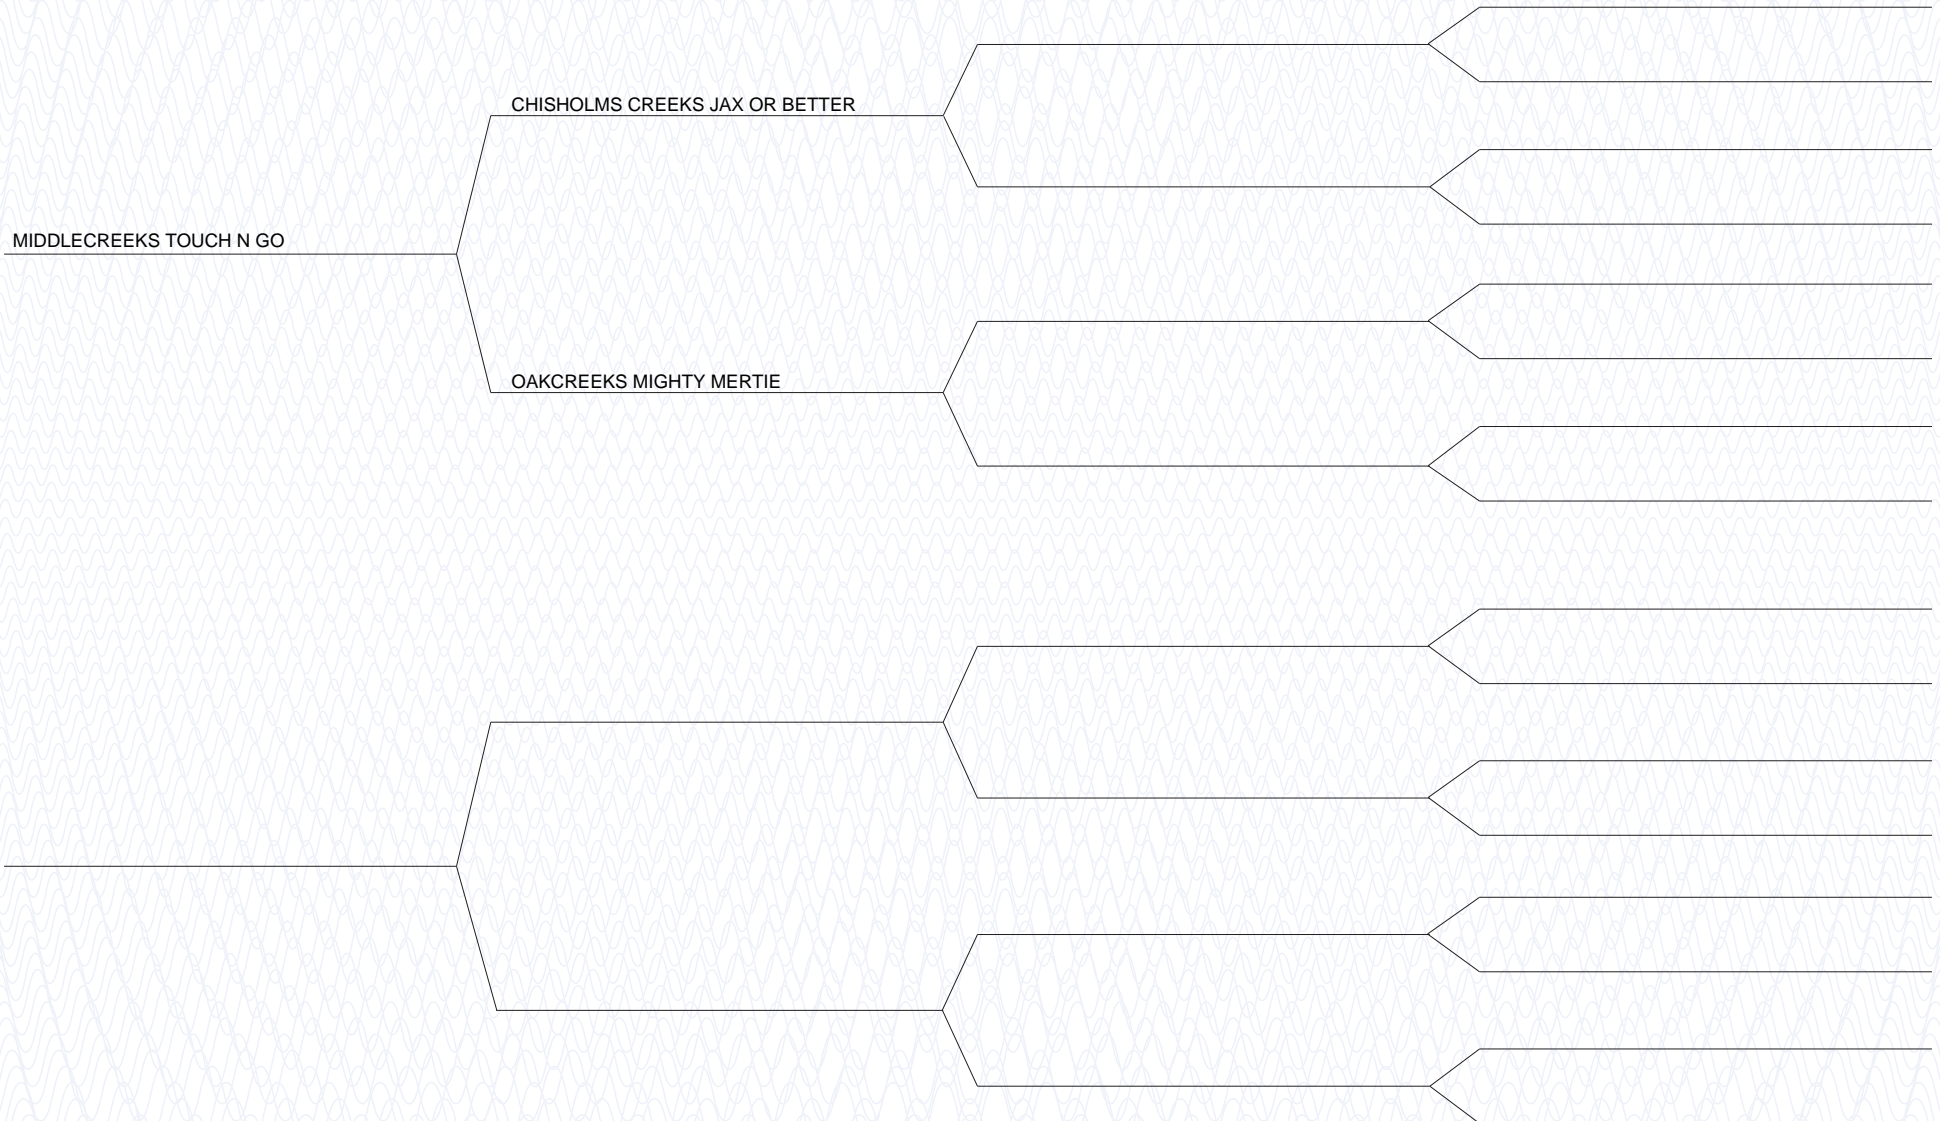 CHISHOLMS CREEKS JAX OR BETTER
MIDDLECREEKS TOUCH N GO
OAKCREEKS MIGHTY MERTIE